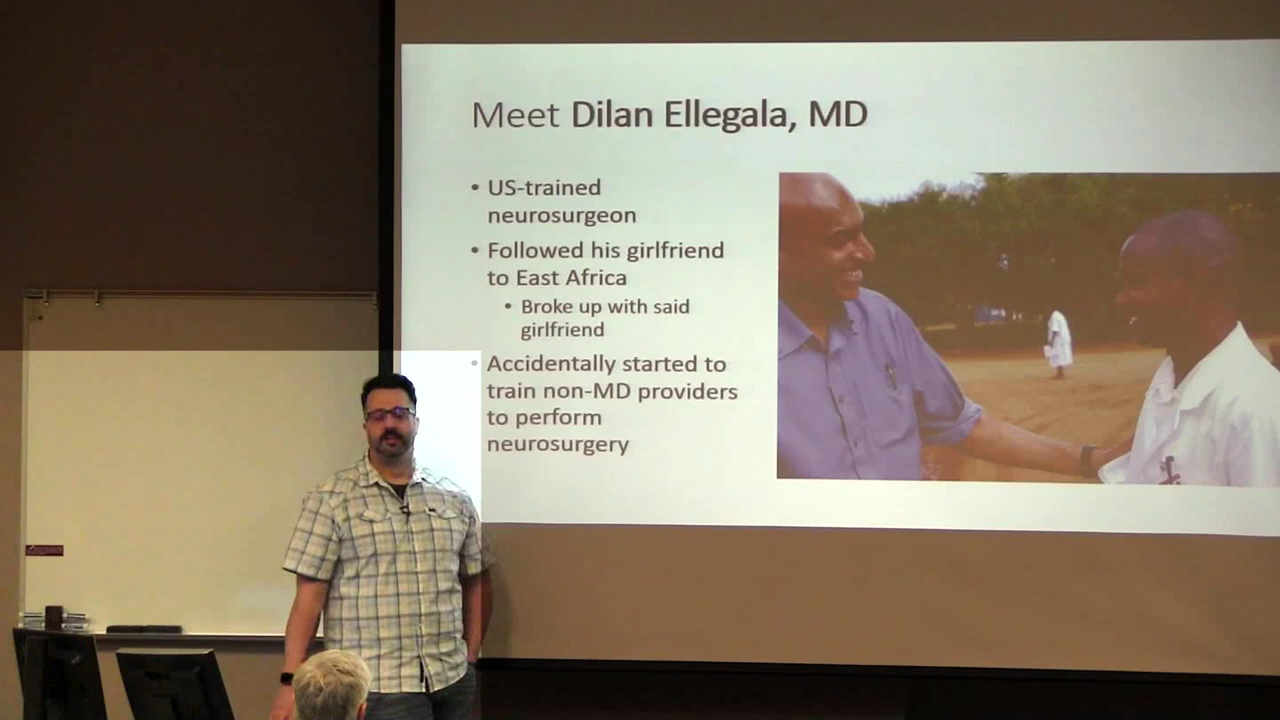 Meet Dilan Ellegala, MD
• US-trained
neurosurgeon
• Followed his girlfriend
to East Africa
• Broke up with said
girlfriend
• Accidentally started to
train non-MD providers
to perform
neurosurgery